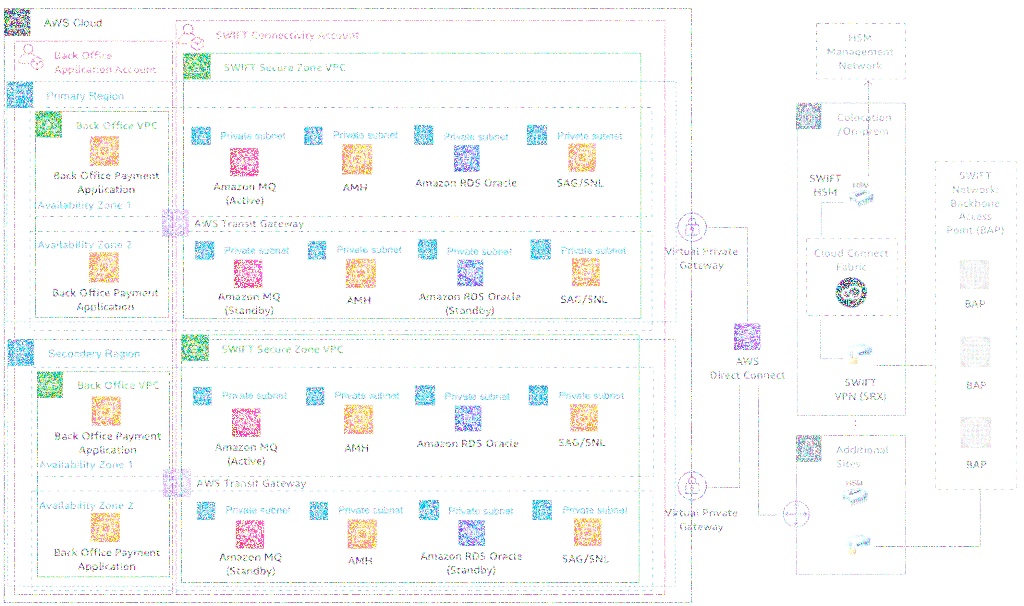 AWS Cloud
SWIFT Connectivity Account
Back Office
Application Account
SWIFT Secure Zone VPC
Primary Region
Back Office VPC
Private subnet
Private subnet
Private subnet
Private subnet
Back Office Payment
Application
Amazon MQ
(Active)
AMH
Amazon RDS Oracle
SAG/SNL
Availability Zone 1
AWS Transit Gateway
Availability Zone 2
Private subnet
Private subnet
Private subnet
Private subnet
Back Office Payment
Application
Amazon MQ
(Standby)
AMH
Amazon RDS Oracle
(Standby)
SAG/SNL
Secondary Region
SWIFT Secure Zone VPC
Back Office VPC
Private subnet
Private subnet
Private subnet
Private subnet
Back Office Payment
Application
Amazon MQ
(Active)
AMH
Amazon RDS Oracle
SAG/SNL
Availability Zone 1
AWS Transit Gateway
Availability Zone 2
Private subnet
Private subnet
Private subnet
Private subnet
Back Office Payment
Application
Amazon MQ
(Standby)
AMH
Amazon RDS Oracle
(Standby)
SAG/SNL
Virtual Private
Gateway
AWS
Direct Connect
Virtual Private
Gateway
HSM
Management
Network
Colocation
/On-prem
SWIFT
HSM
HSM
Cloud Connect
Fabric
SWIFT
VPN (SRX)
Additional
Sites
HSM
SWIFT
Network:
Backbone
Access
Point (BAP)
BAP
BAP
BAP